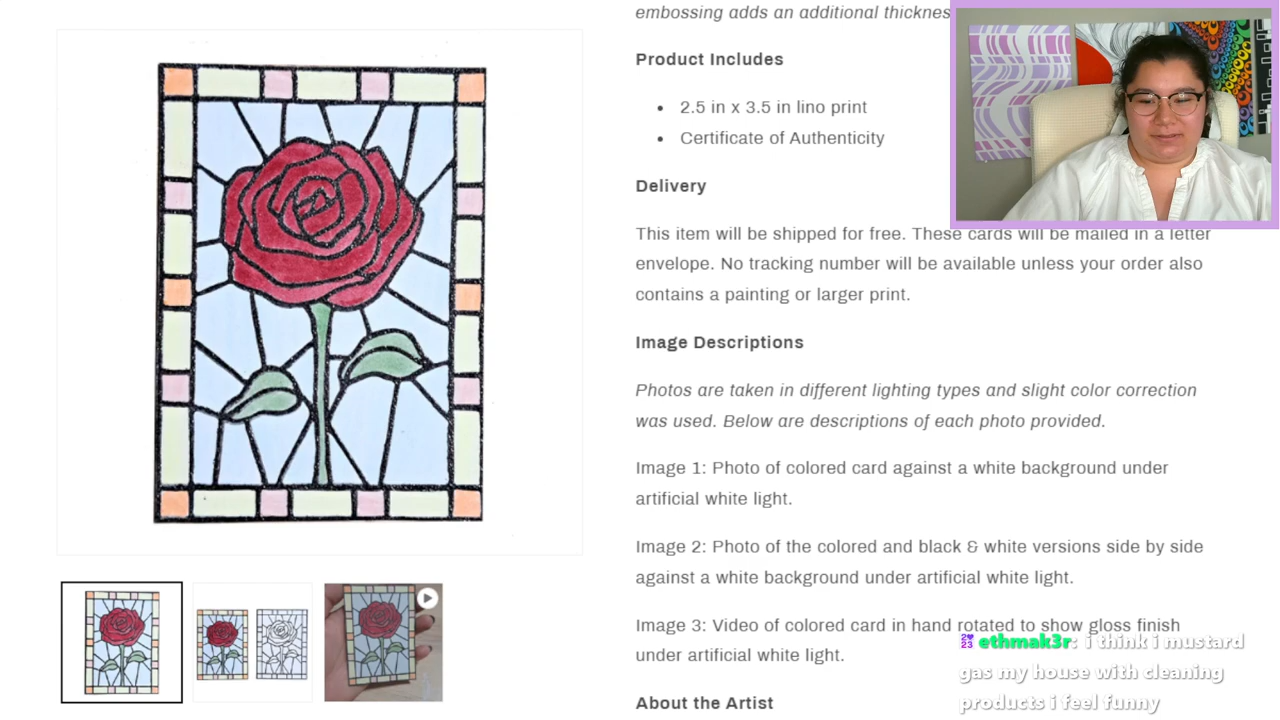 embossing adds an additional thickness
Product Includes
• 2.5 in x 3.5 in lino print
• Certificate of Authenticity
Delivery
This item will be shipped for free. These cards will be mailed in a letter
envelope. No tracking number will be available unless your order also
contains a painting or larger print.
Image Descriptions
Photos are taken in different lighting types and slight color correction
was used. Below are descriptions of each photo provided.
Image 1: Photo of colored card against a white background under
artificial white light.
Image 2: Photo of the colored and black & white versions side by side
against a white background under artificial white light.
Image 3: Video of colored card in hand rotated to show gloss finish
under artificial white light.
About the Artist
ethmak3r: i think i mustard
gas my house with cleaning
products i feel funny